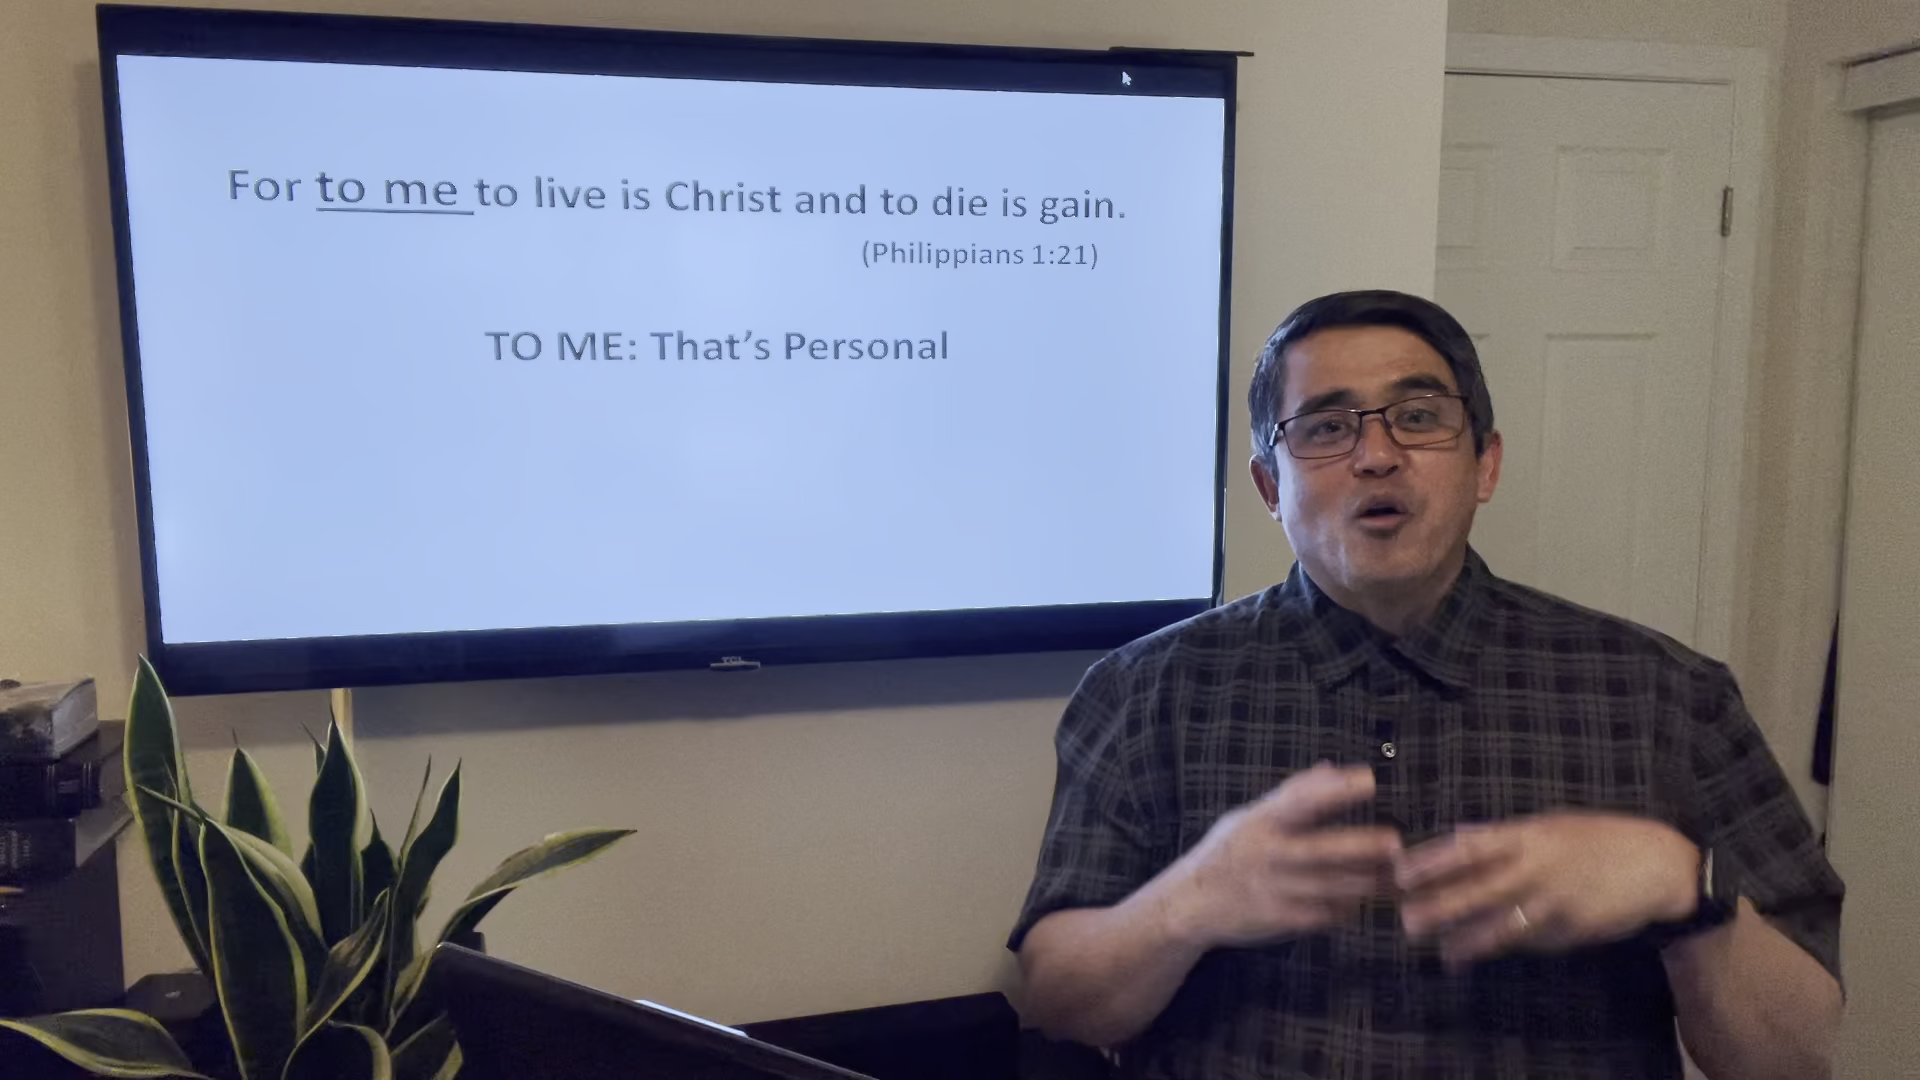 For to me to live is Christ and to die is gain.
(Philippians 1:21)
TO ME: That’s Personal
TCL